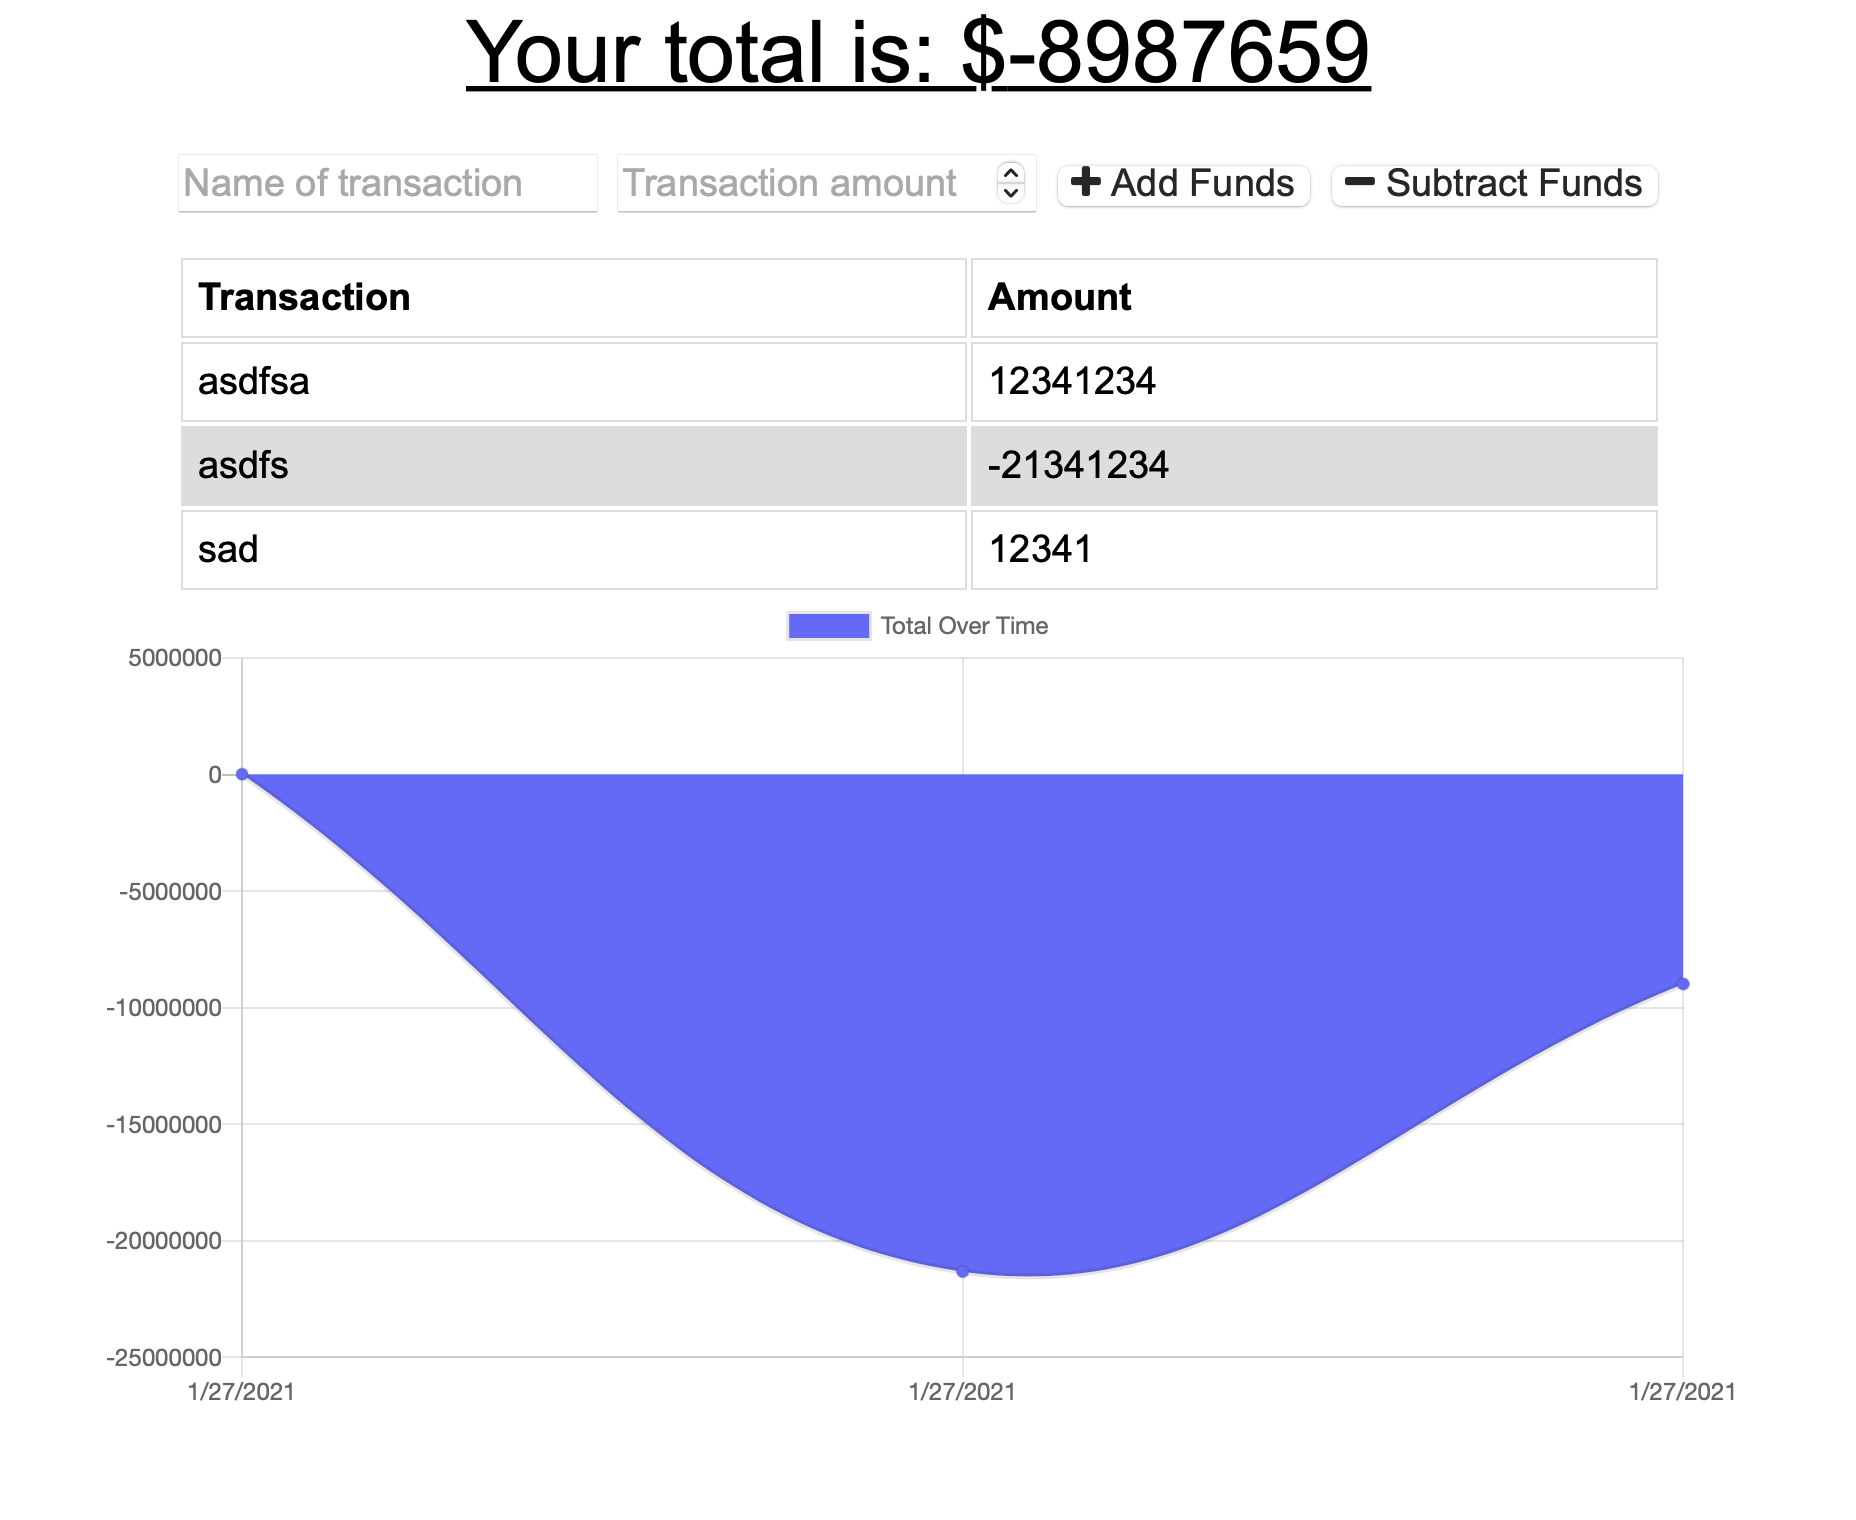 Your total is: $-8987659
Name of transaction Transaction amount Add Funds Subtract Funds
Transaction Amount
asdfsa 12341234
asdfs -21341234
sad 12341
Total Over Time
5000000
0
-5000000
-10000000
-15000000
-20000000
-25000000
1/27/2021 1/27/2021 1/27/2021